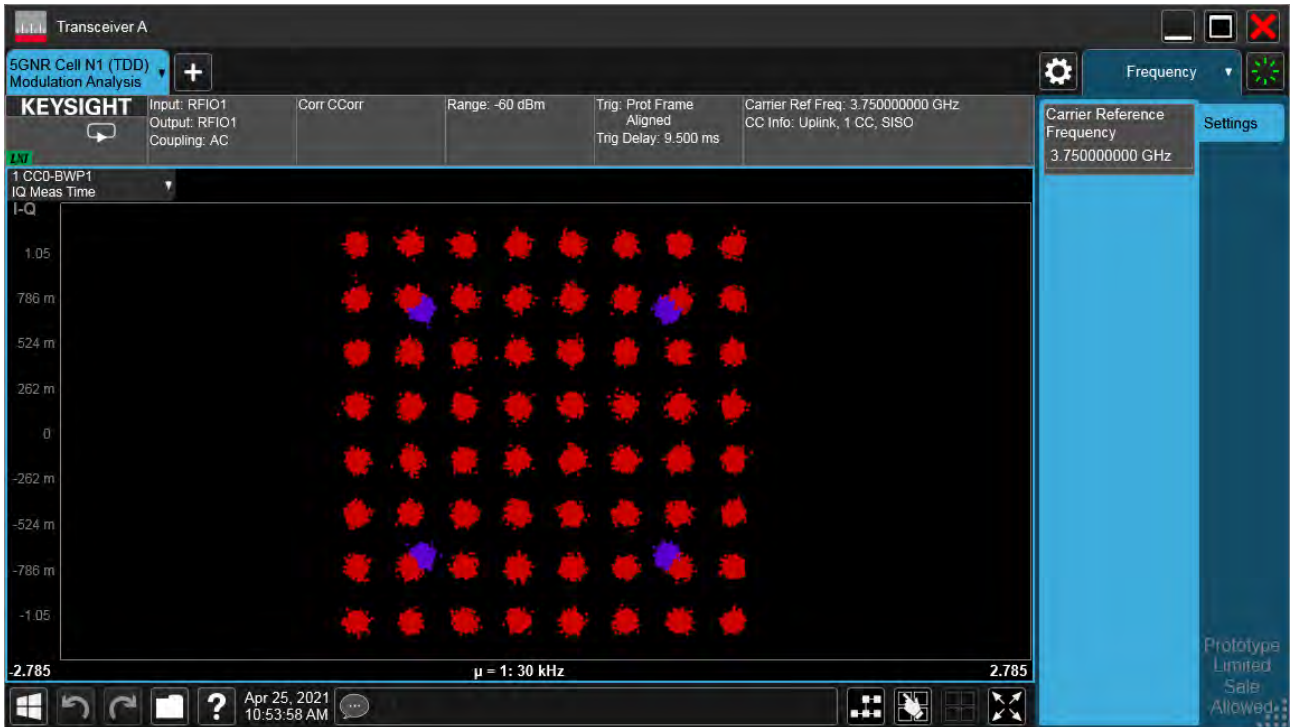 Transceiver A
5GNR Cell N1 (TDD)
Modulation Analysis
+
Frequency
KEYSIGHT
LXI
Input: RFIO1
Output: RFIO1
Coupling: AC
Corr CCorr
Range: -60 dBm
Trig: Prot Frame
Aligned
Trig Delay: 9.500 ms
Carrier Ref Freq: 3.750000000 GHz
CC Info: Uplink, 1 CC, SISO
Carrier Reference
Frequency
3.750000000 GHz
Settings
1 CC0-BWP1
IQ Meas Time
I-Q
1.05
786 m
524 m
262 m
0
-262 m
-524 m
-786 m
-1.05
-2.785
μ = 1: 30 kHz
2.785
Prototype
Limited
Sale
Allowed
?
Apr 25, 2021
10:53:58 AM